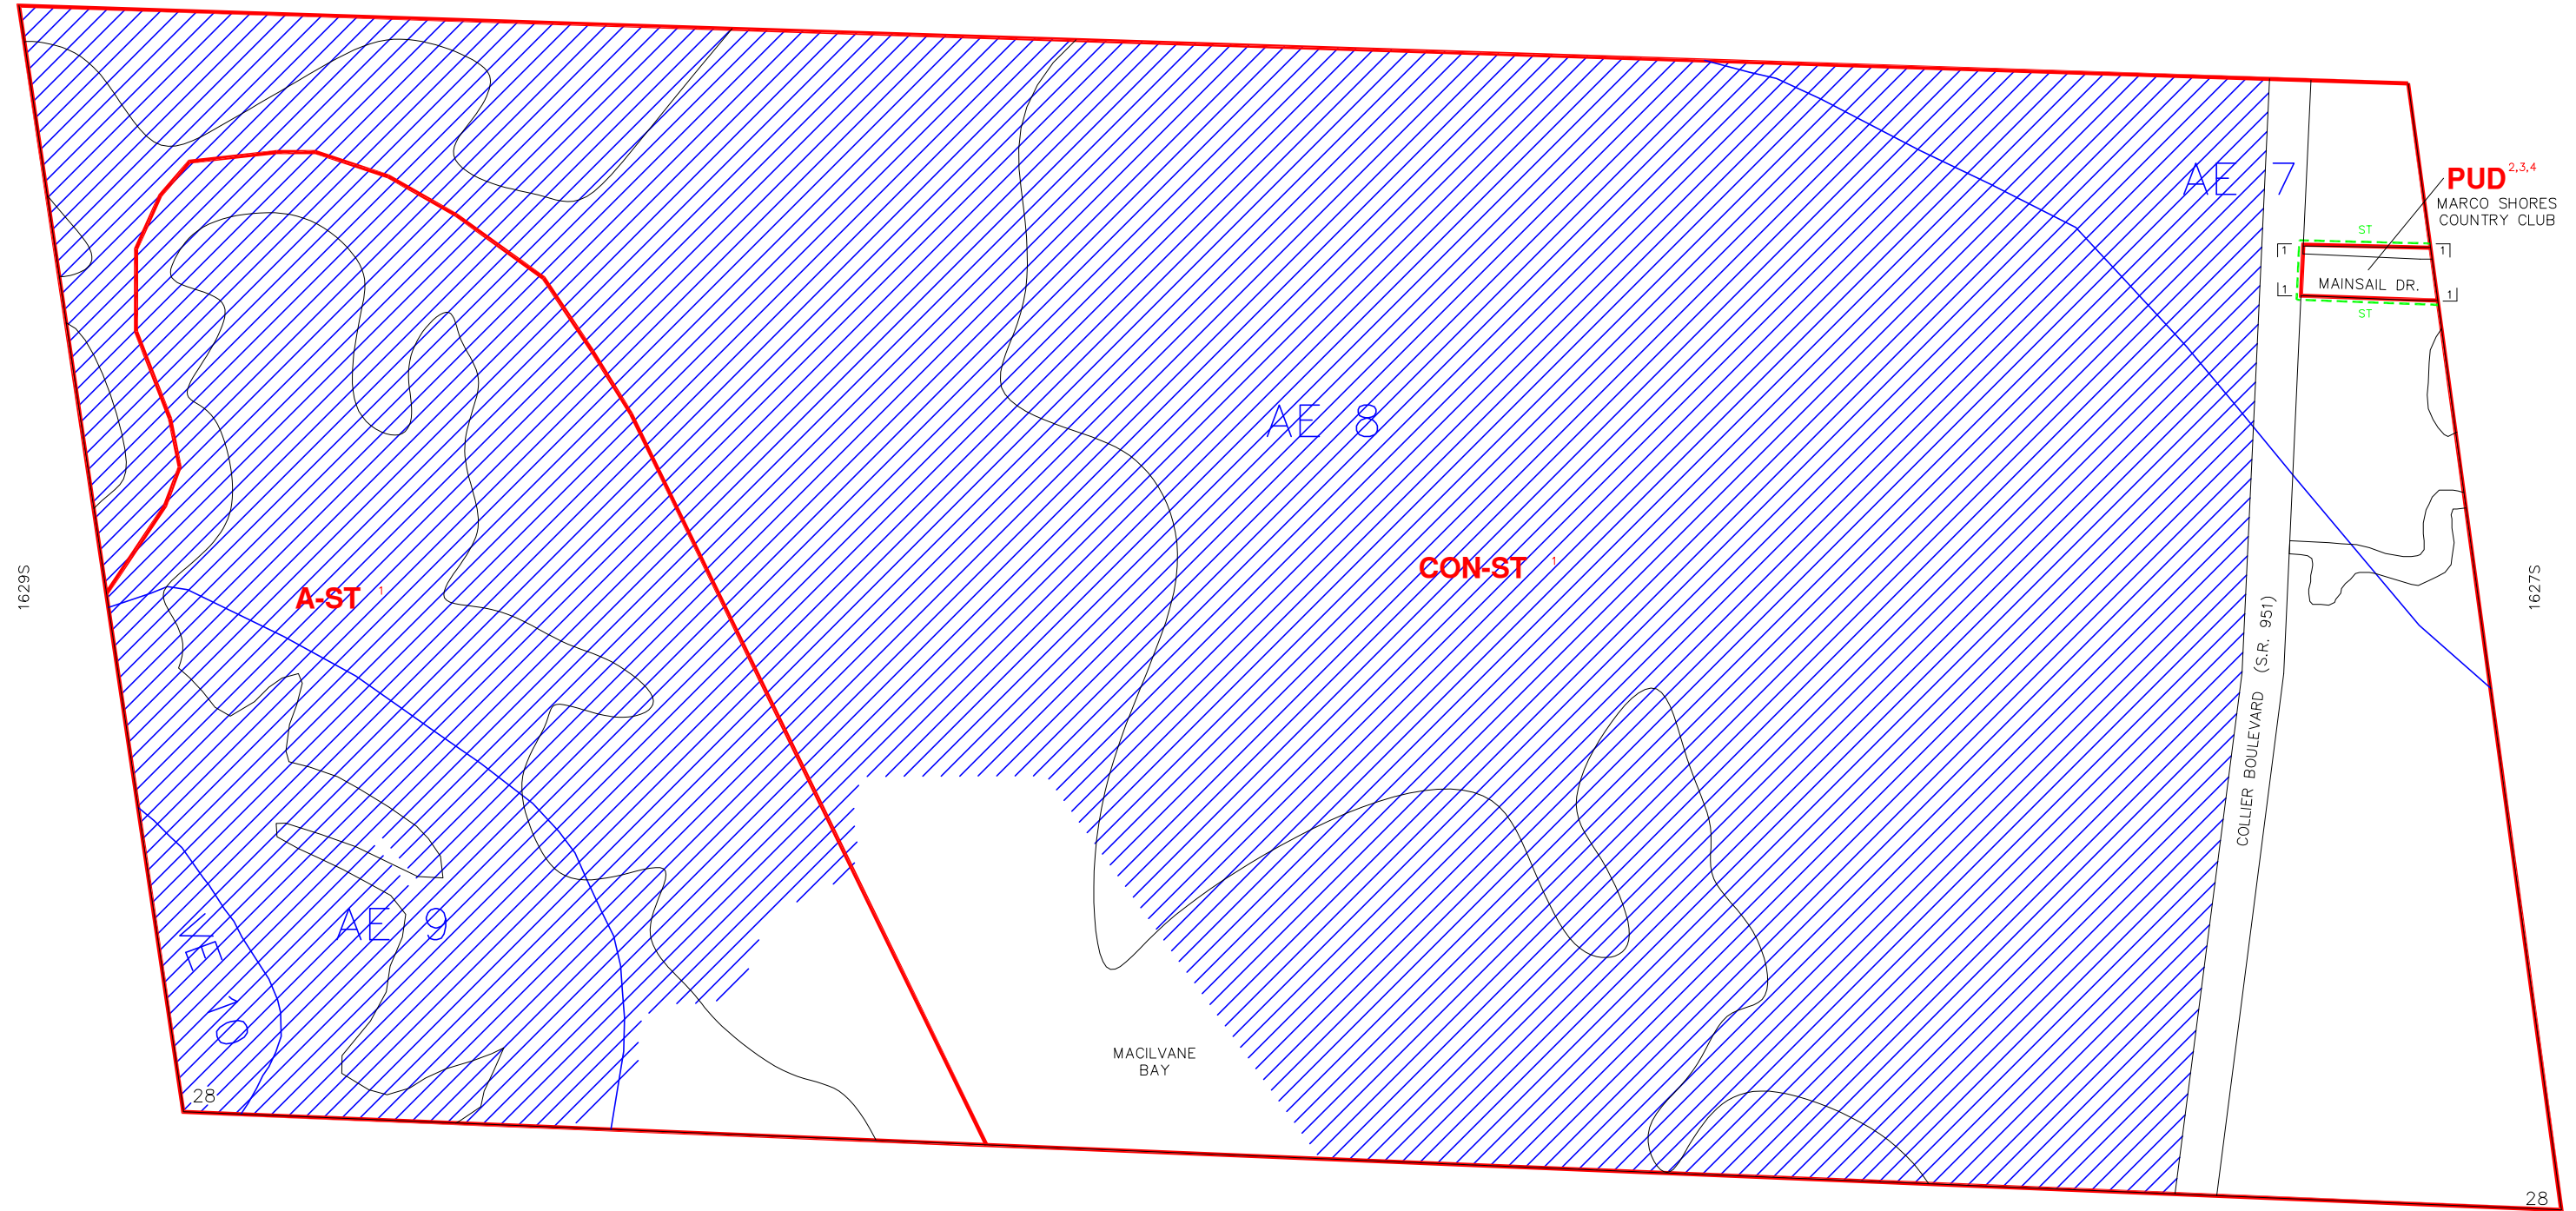 AE 7
PUD 2,3,4
MARCO SHORES
COUNTRY CLUB
ST
1
1
MAINSAIL DR.
1
1
ST
AE 8
CON-ST 1
A-ST 1
1629S
1627S
COLLIER BOULEVARD (S.R. 951)
AE 9
VE 10
MACILVANE
BAY
28
28